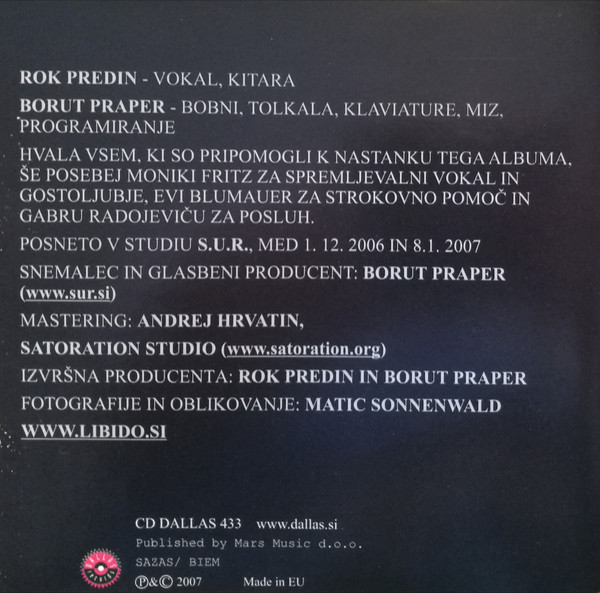 ROK PREDIN - VOKAL, KITARA
BORUT PRAPER - BOBNI, TOLKALA, KLAVIATURE, MIZ,
PROGRAMIRANJE
HVALA VSEM, KI SO PRIPOMOGLI K NASTANKU TEGA ALBUMA,
ŠE POSEBEJ MONIKI FRITZ ZA SPREMLJEVALNI VOKAL IN
GOSTOLJUBJE, EVI BLUMAUER ZA STROKOVNO POMOČ IN
GABRU RADOJEVIČU ZA POSLUH.
POSNETO V STUDIU S.U.R., MED 1. 12. 2006 IN 8.1. 2007
SNEMALEC IN GLASBENI PRODUCENT: BORUT PRAPER
(www.sur.si)
MASTERING: ANDREJ HRVATIN,
SATORATION STUDIO (www.satoration.org)
IZVRŠNA PRODUCENTA: ROK PREDIN IN BORUT PRAPER
FOTOGRAFIJE IN OBLIKOVANJE: MATIC SONNENWALD
WWW.LIBIDO.SI
CD DALLAS 433 www.dallas.si
Published by Mars Music d.o.o.
SAZAS/ BIEM
℗&© 2007 Made in EU
DALLAS
RECORDS